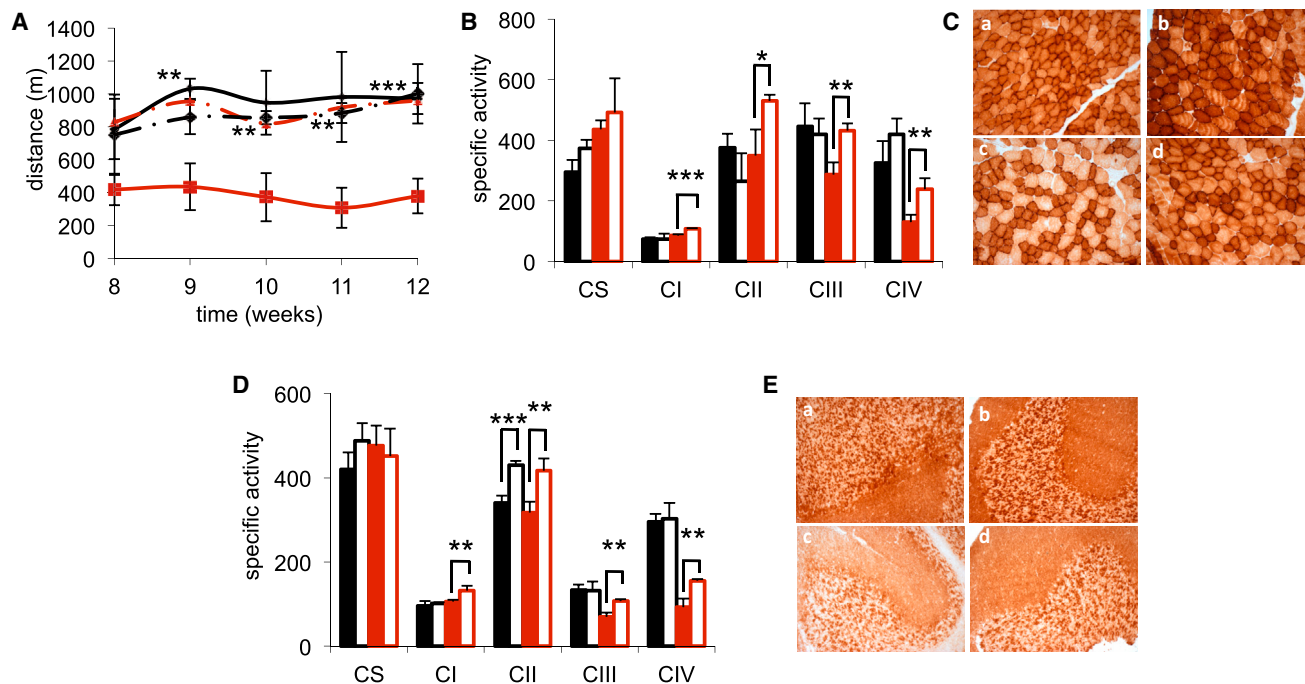 A
distance (m)
1400
1200
1000
800
600
400
200
0
**
**
**
***
8 9 10 11 12
time (weeks)
B
specific activity
800
600
400
200
0
***
*
**
**
CS CI CII CIII CIV
C
a b
c d
D
specific activity
600
400
200
0
**
***
**
**
**
CS CI CII CIII CIV
E
a b
c d